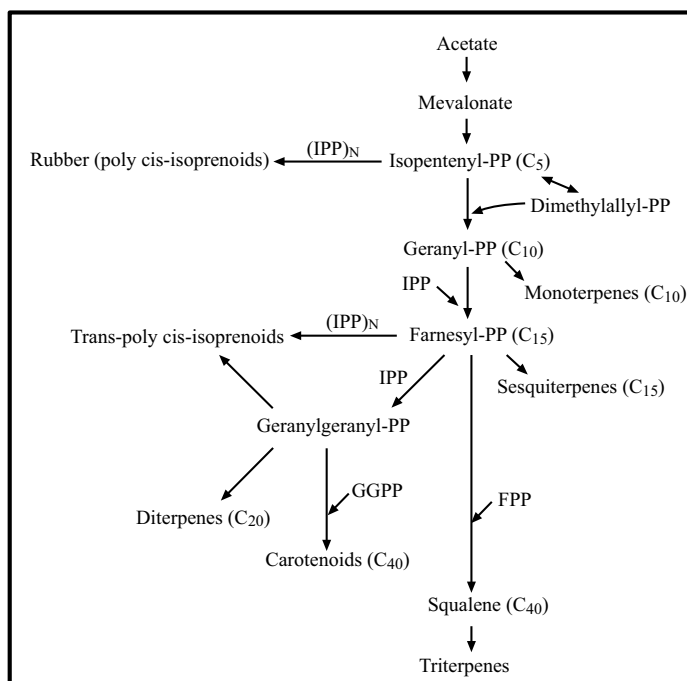 Acetate
Mevalonate
(IPP)N
Rubber (poly cis-isoprenoids)
Isopentenyl-PP (C5)
Dimethylallyl-PP
Geranyl-PP (C10)
IPP
Monoterpenes (C10)
(IPP)N
Trans-poly cis-isoprenoids
Farnesyl-PP (C15)
IPP
Sesquiterpenes (C15)
Geranylgeranyl-PP
GGPP
FPP
Diterpenes (C20)
Carotenoids (C40)
Squalene (C40)
Triterpenes